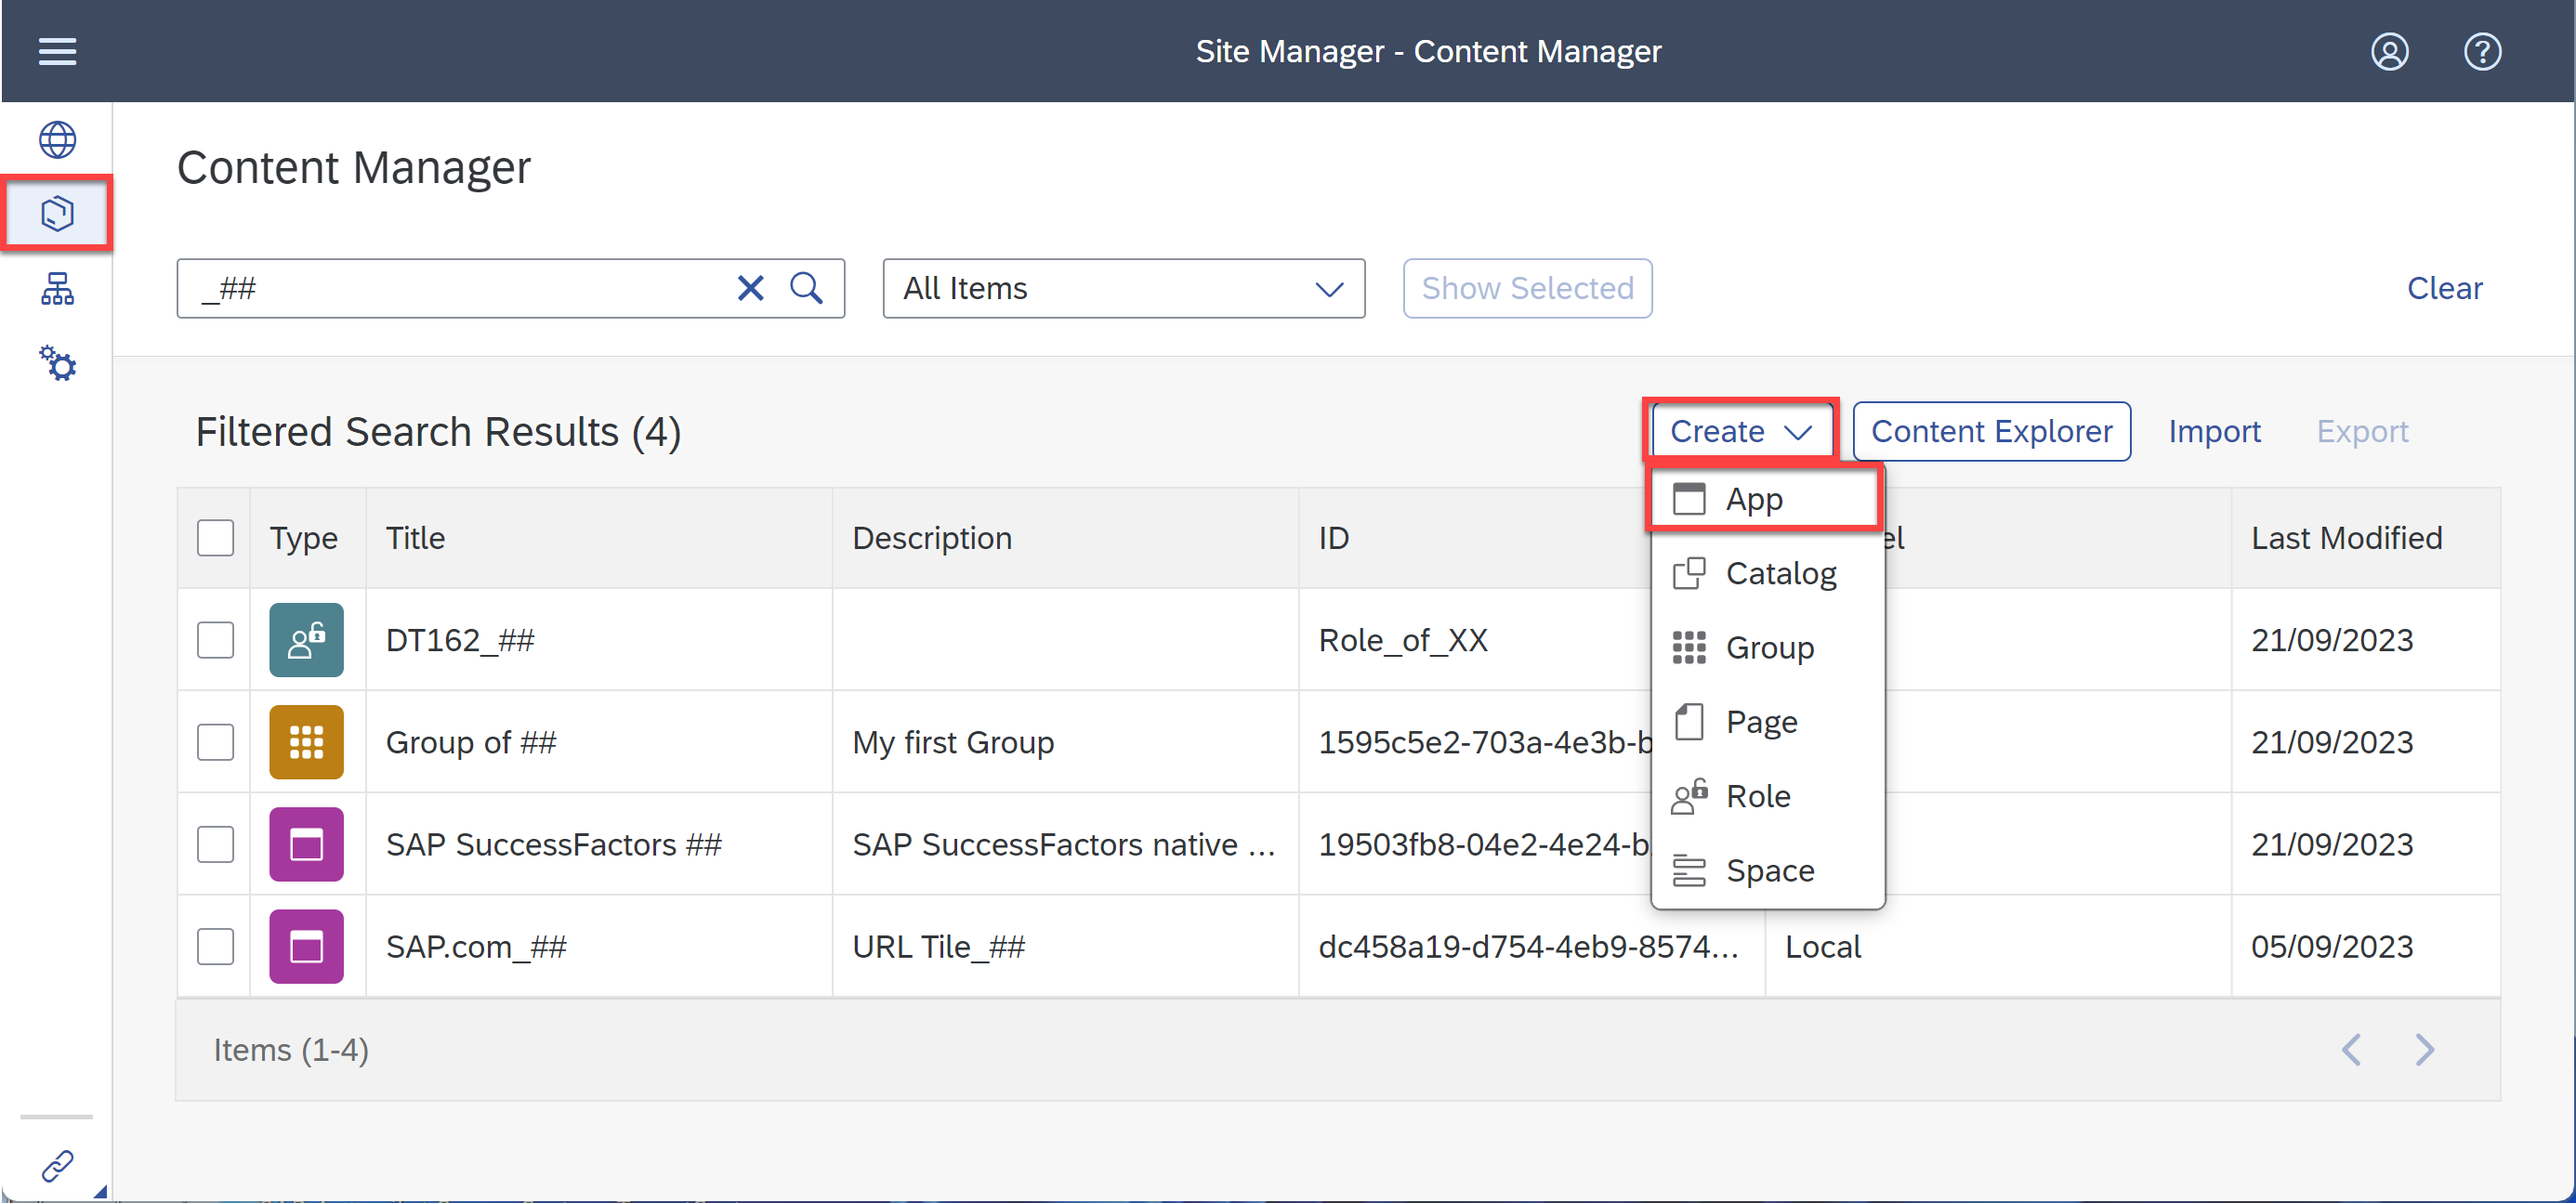 Site Manager - Content Manager
Content Manager
_## All Items Show Selected Clear
Filtered Search Results (4) Create Content Explorer Import Export
App
Type Title Description ID el Last Modified
Catalog
DT162_## Role_of_XX Group 21/09/2023
Page
Group of ## My first Group 1595c5e2-703a-4e3b-b 21/09/2023
Role
SAP SuccessFactors ## SAP SuccessFactors native ... 19503fb8-04e2-4e24-b 21/09/2023
Space
SAP.com_## URL Tile_## dc458a19-d754-4eb9-8574... Local 05/09/2023
Items (1-4)